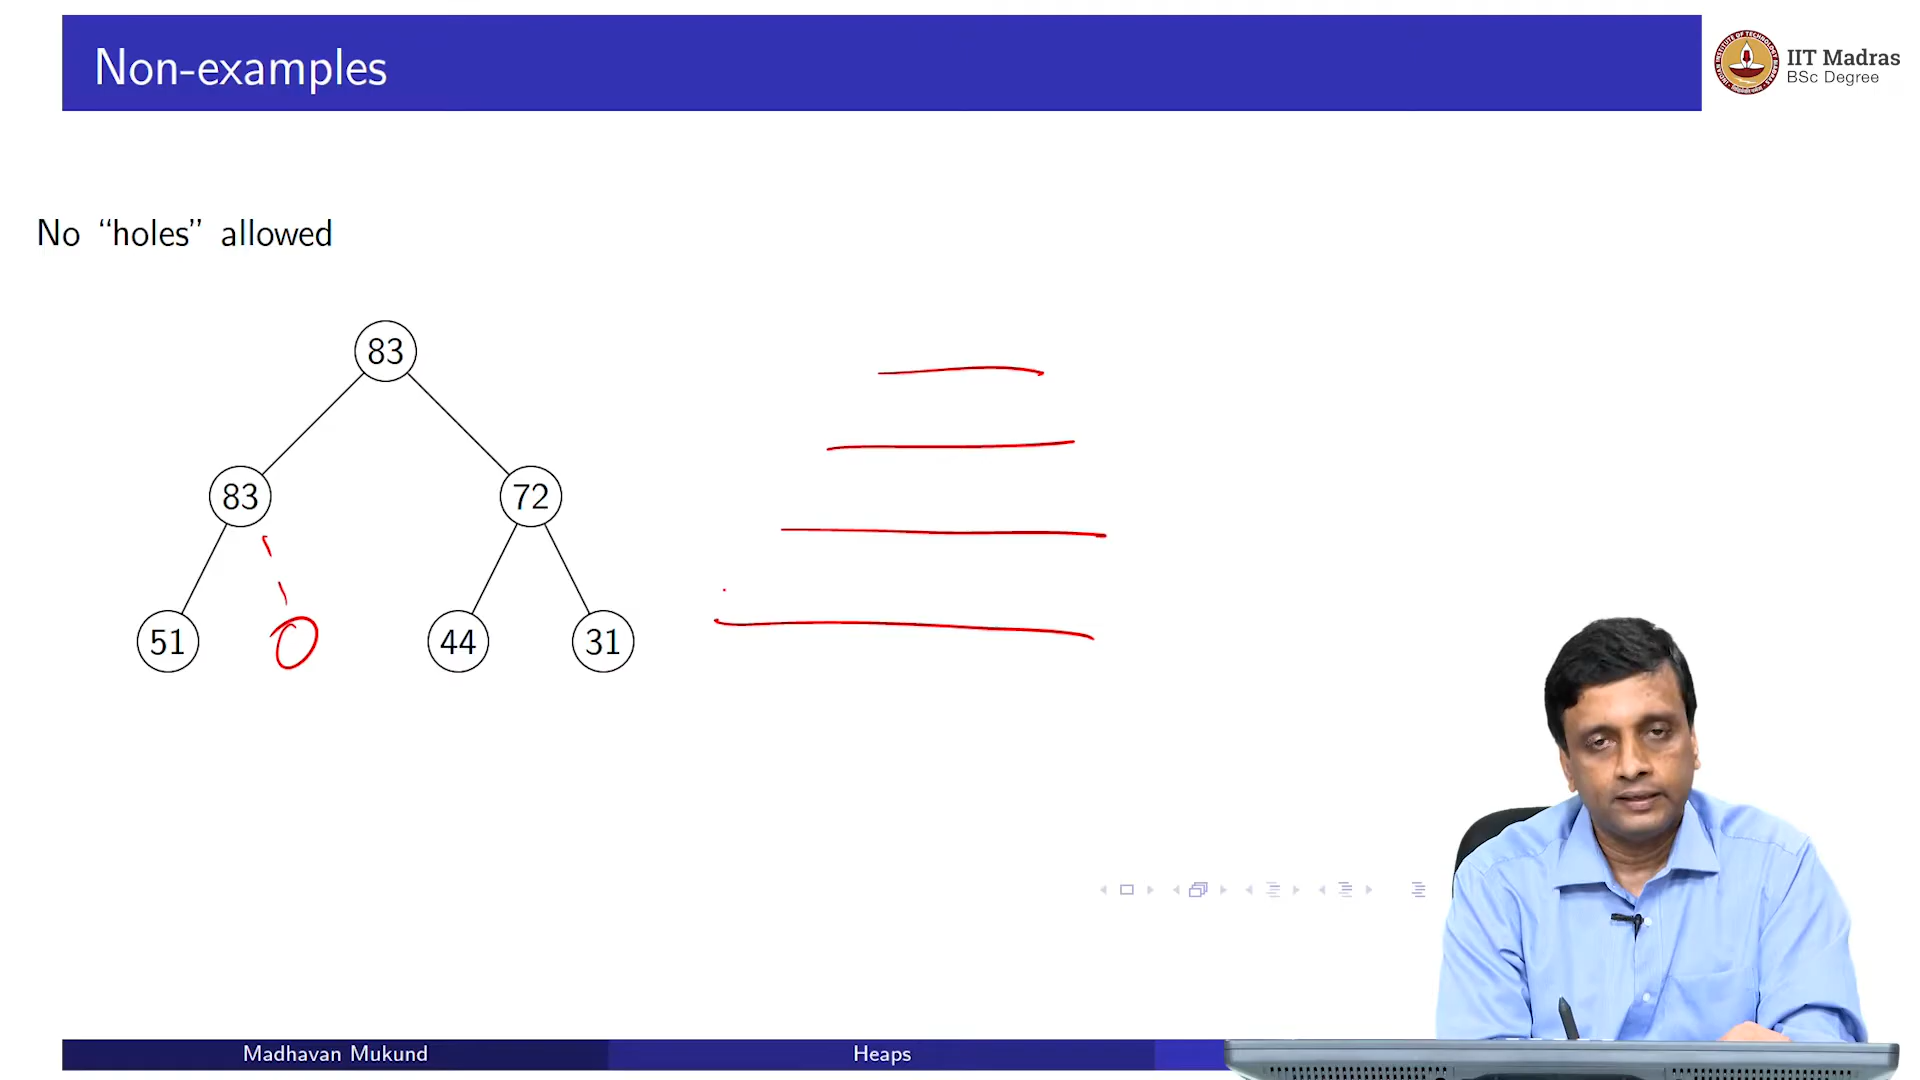 Non-examples
IIT Madras
BSc Degree
No “holes” allowed
83
83
72
51
44
31
Madhavan Mukund
Heaps